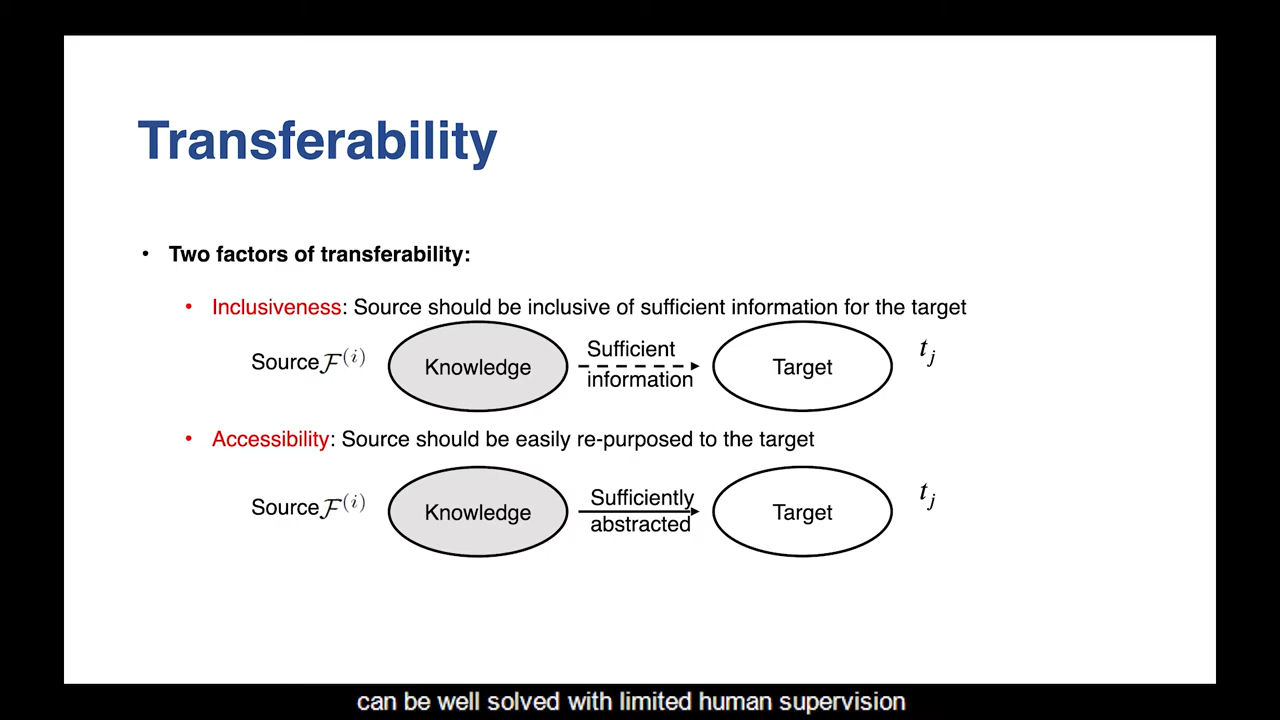 Transferability
• Two factors of transferability:
• Inclusiveness: Source should be inclusive of sufficient information for the target
Source ℱ⁽ⁱ⁾ Knowledge Sufficient information Target tⱼ
• Accessibility: Source should be easily re-purposed to the target
Source ℱ⁽ⁱ⁾ Knowledge Sufficiently abstracted Target tⱼ
can be well solved with limited human supervision